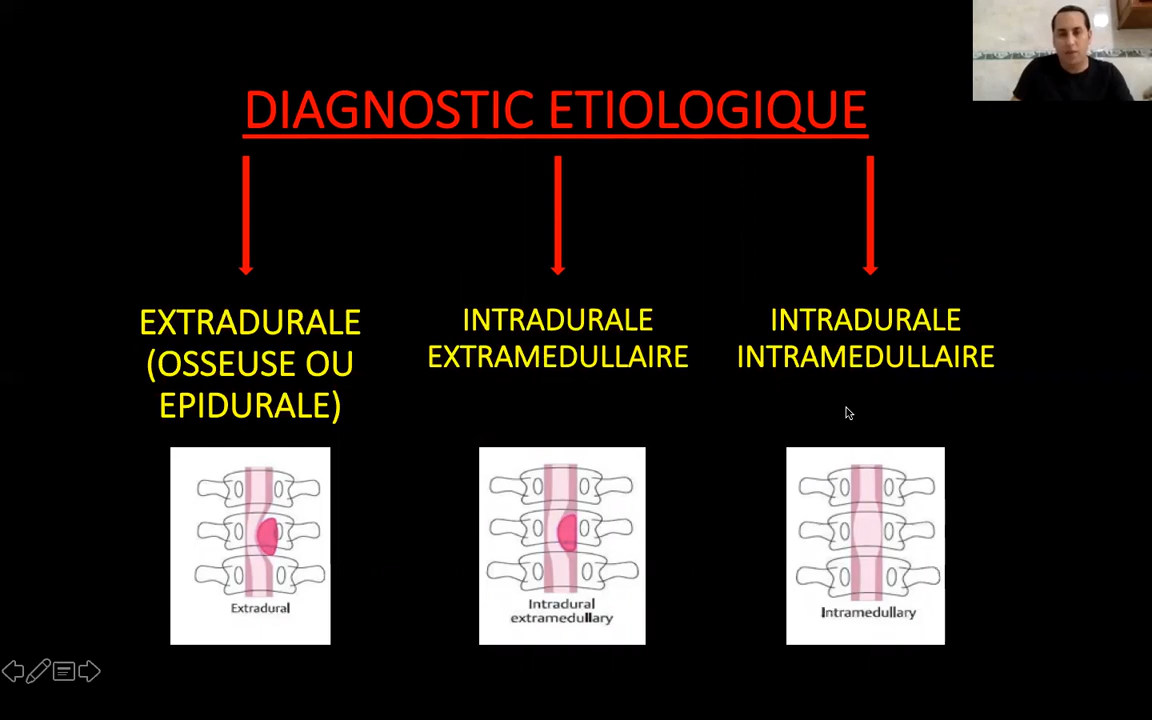 DIAGNOSTIC ETIOLOGIQUE
EXTRADURALE
(OSSEUSE OU
EPIDURALE)
INTRADURALE
EXTRAMEDULLAIRE
INTRADURALE
INTRAMEDULLAIRE
Extradural
Intradural
extramedullary
Intramedullary